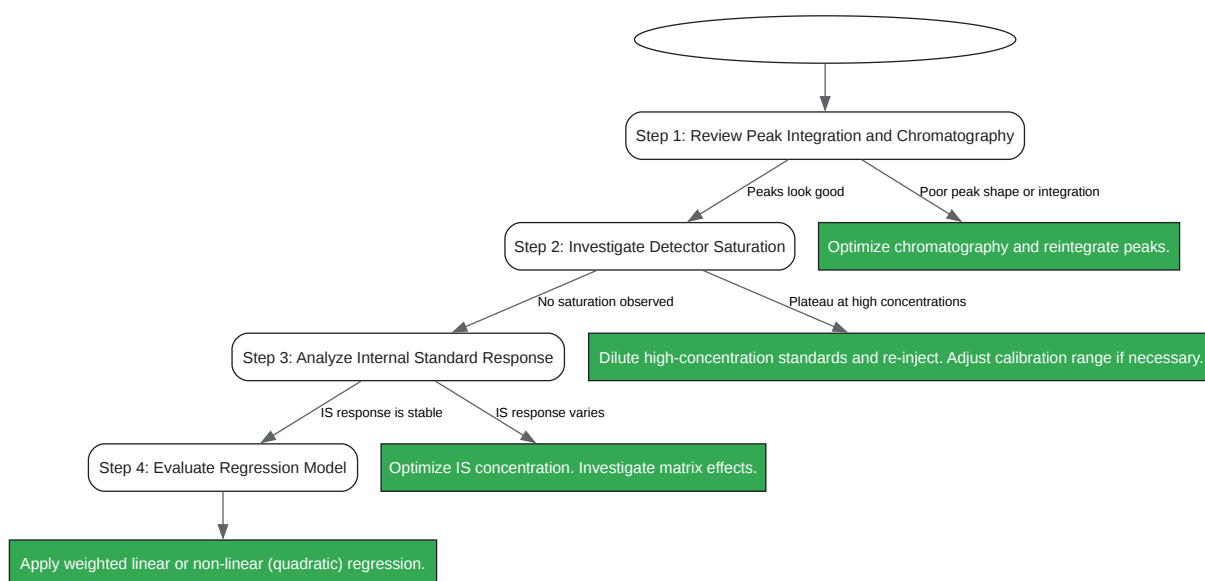 Step 1: Review Peak Integration and Chromatography
Peaks look good
Poor peak shape or integration
Step 2: Investigate Detector Saturation
Optimize chromatography and reintegrate peaks.
No saturation observed
Plateau at high concentrations
Step 3: Analyze Internal Standard Response
Dilute high-concentration standards and re-inject. Adjust calibration range if necessary.
IS response is stable
IS response varies
Step 4: Evaluate Regression Model
Optimize IS concentration. Investigate matrix effects.
Apply weighted linear or non-linear (quadratic) regression.